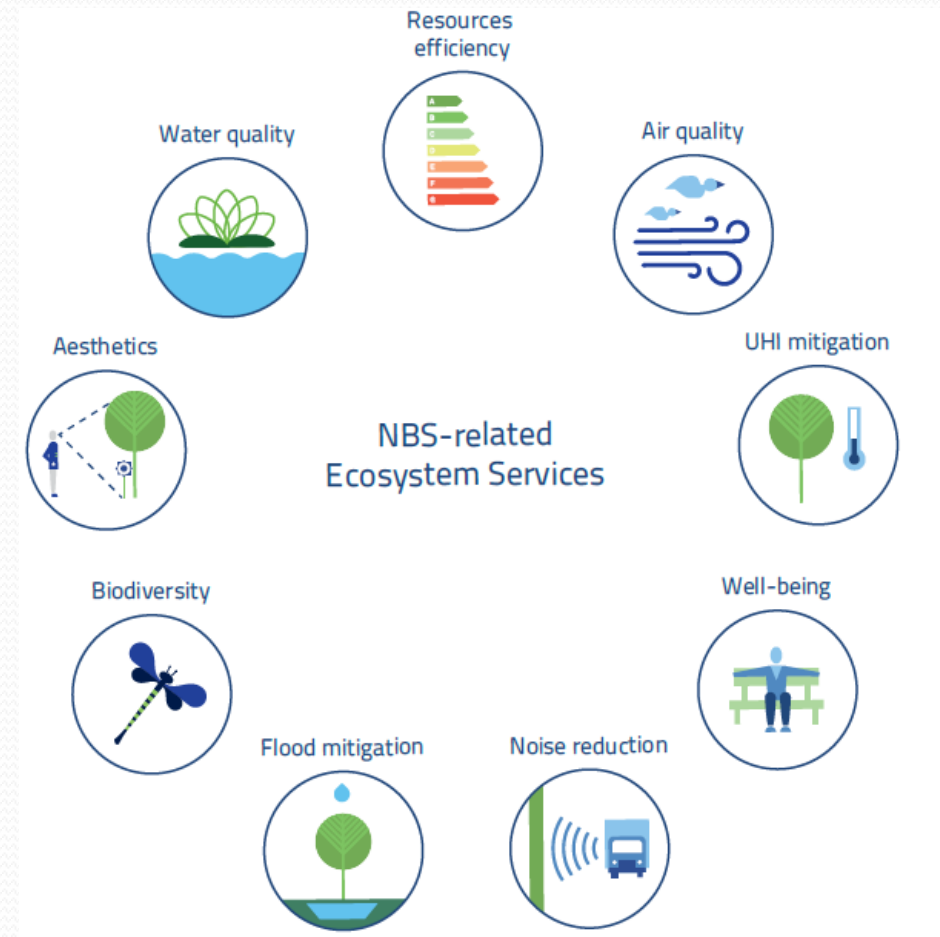 Resources
efficiency
A
B
C
D
E
F
G
Water quality
Air quality
Aesthetics
UHI mitigation
NBS-related
Ecosystem Services
Biodiversity
Well-being
Flood mitigation
Noise reduction